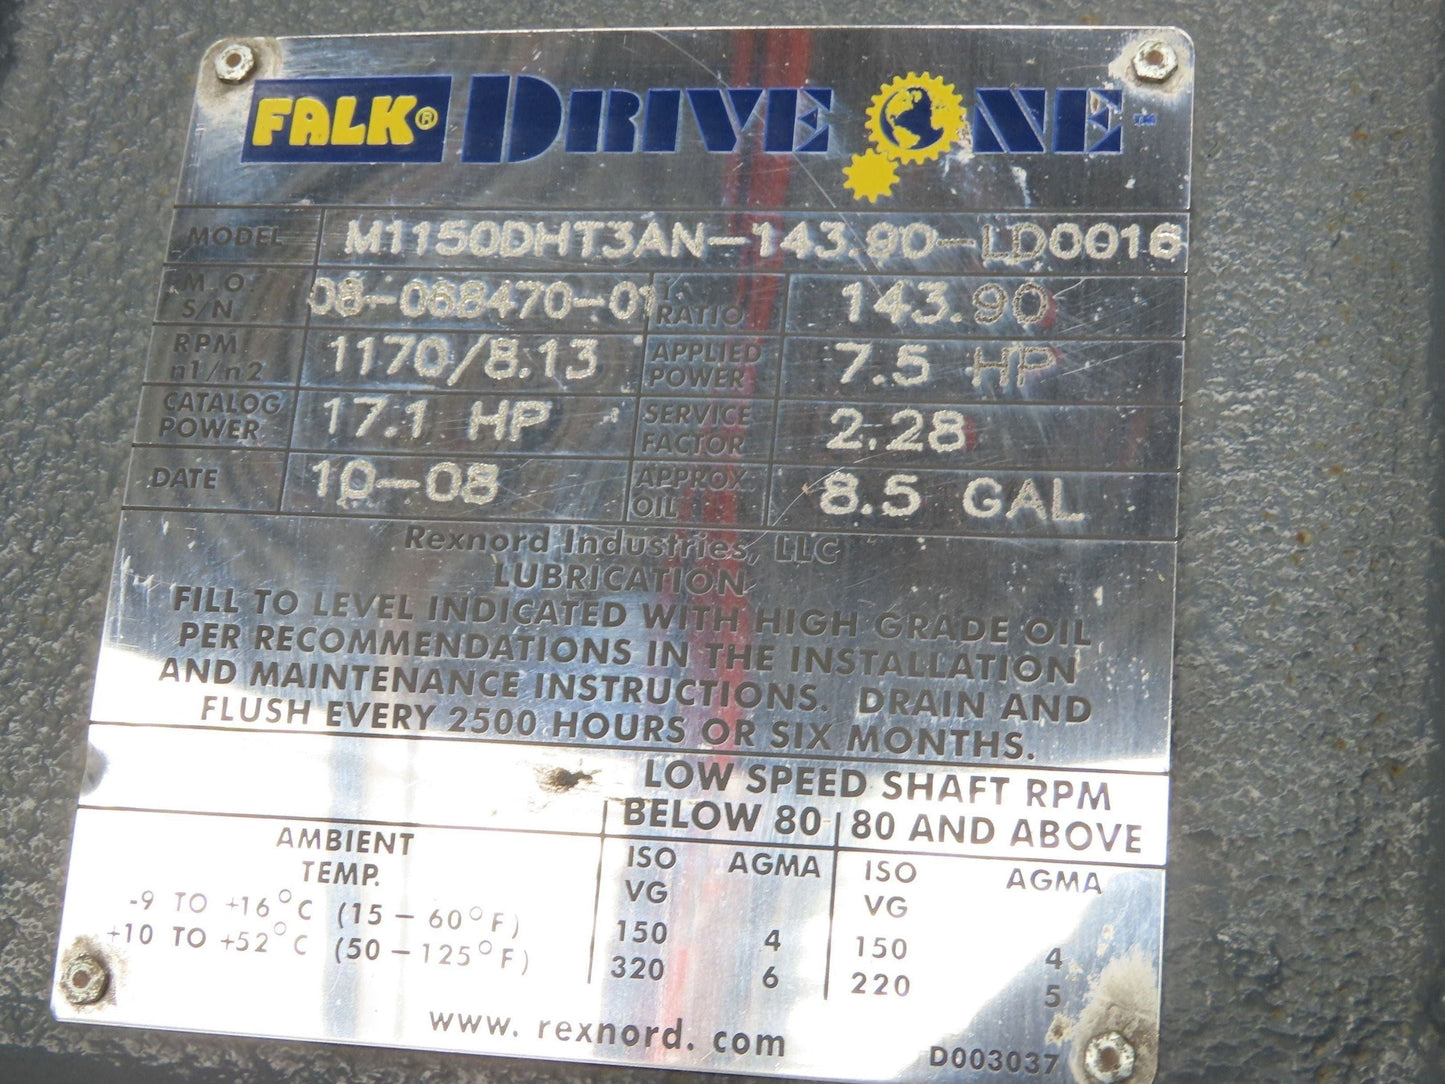 FALK® DRIVE ONE™
MODEL M1150DHT3AN-143.90-LD0016
M.O. S/N 08-068470-01 T. RATIO 143.90
RPM n1/n2 1170/8.13 APPLIED POWER 7.5 HP
CATALOG POWER 17.1 HP SERVICE FACTOR 2.28
DATE 10-08 APPROX. OIL 8.5 GAL
Rexnord Industries, LLC
LUBRICATION
FILL TO LEVEL INDICATED WITH HIGH GRADE OIL
PER RECOMMENDATIONS IN THE INSTALLATION
AND MAINTENANCE INSTRUCTIONS. DRAIN AND
FLUSH EVERY 2500 HOURS OR SIX MONTHS.
LOW SPEED SHAFT RPM
BELOW 80 80 AND ABOVE
AMBIENT TEMP. ISO VG AGMA ISO VG AGMA
-9 TO +16°C (15-60°F) 150 4 150 4
+10 TO +52°C (50-125°F) 320 6 220 5
www.rexnord.com
D003037